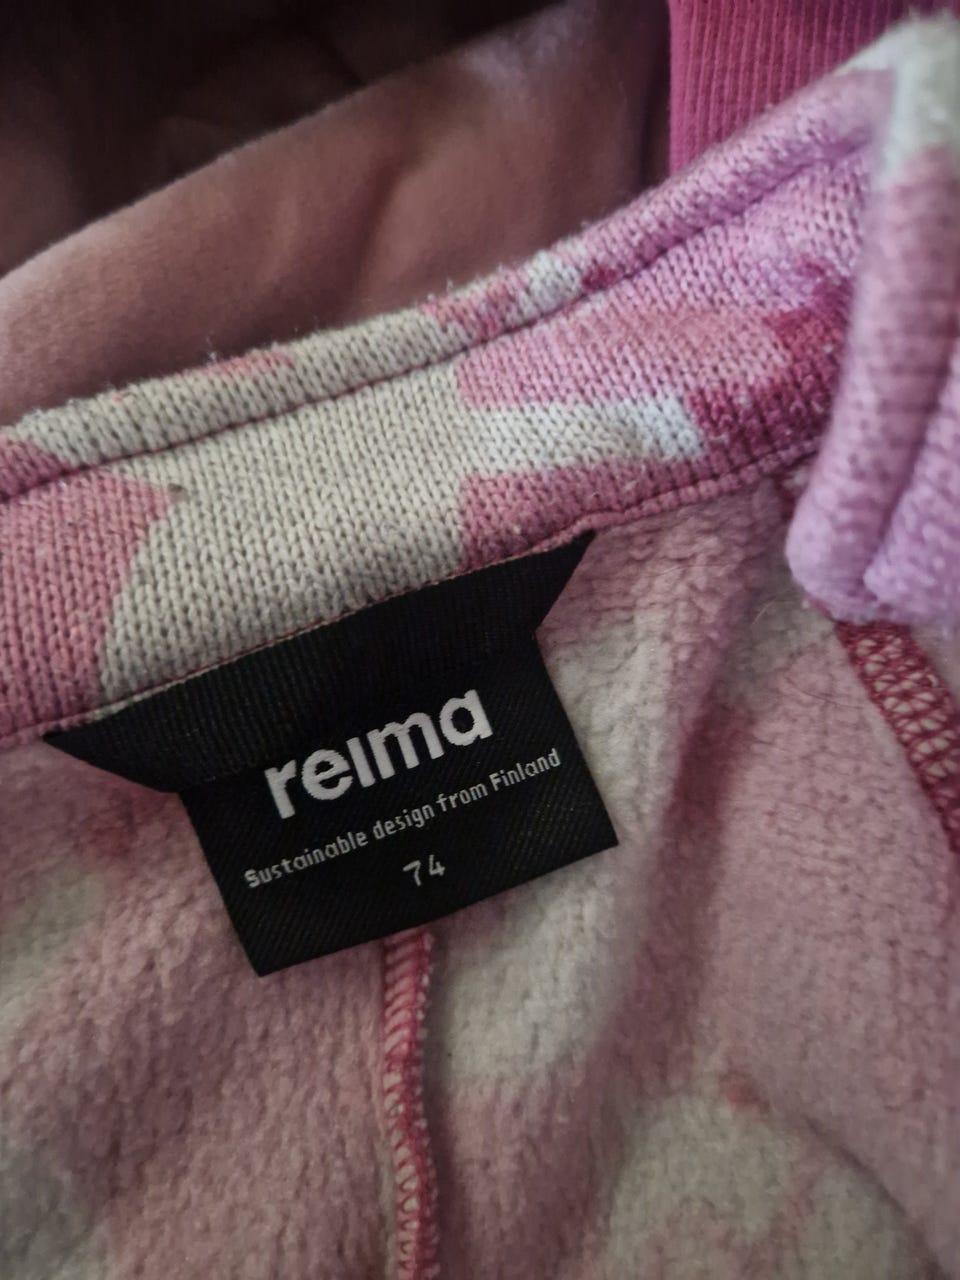 reima
Sustainable design from Finland
74